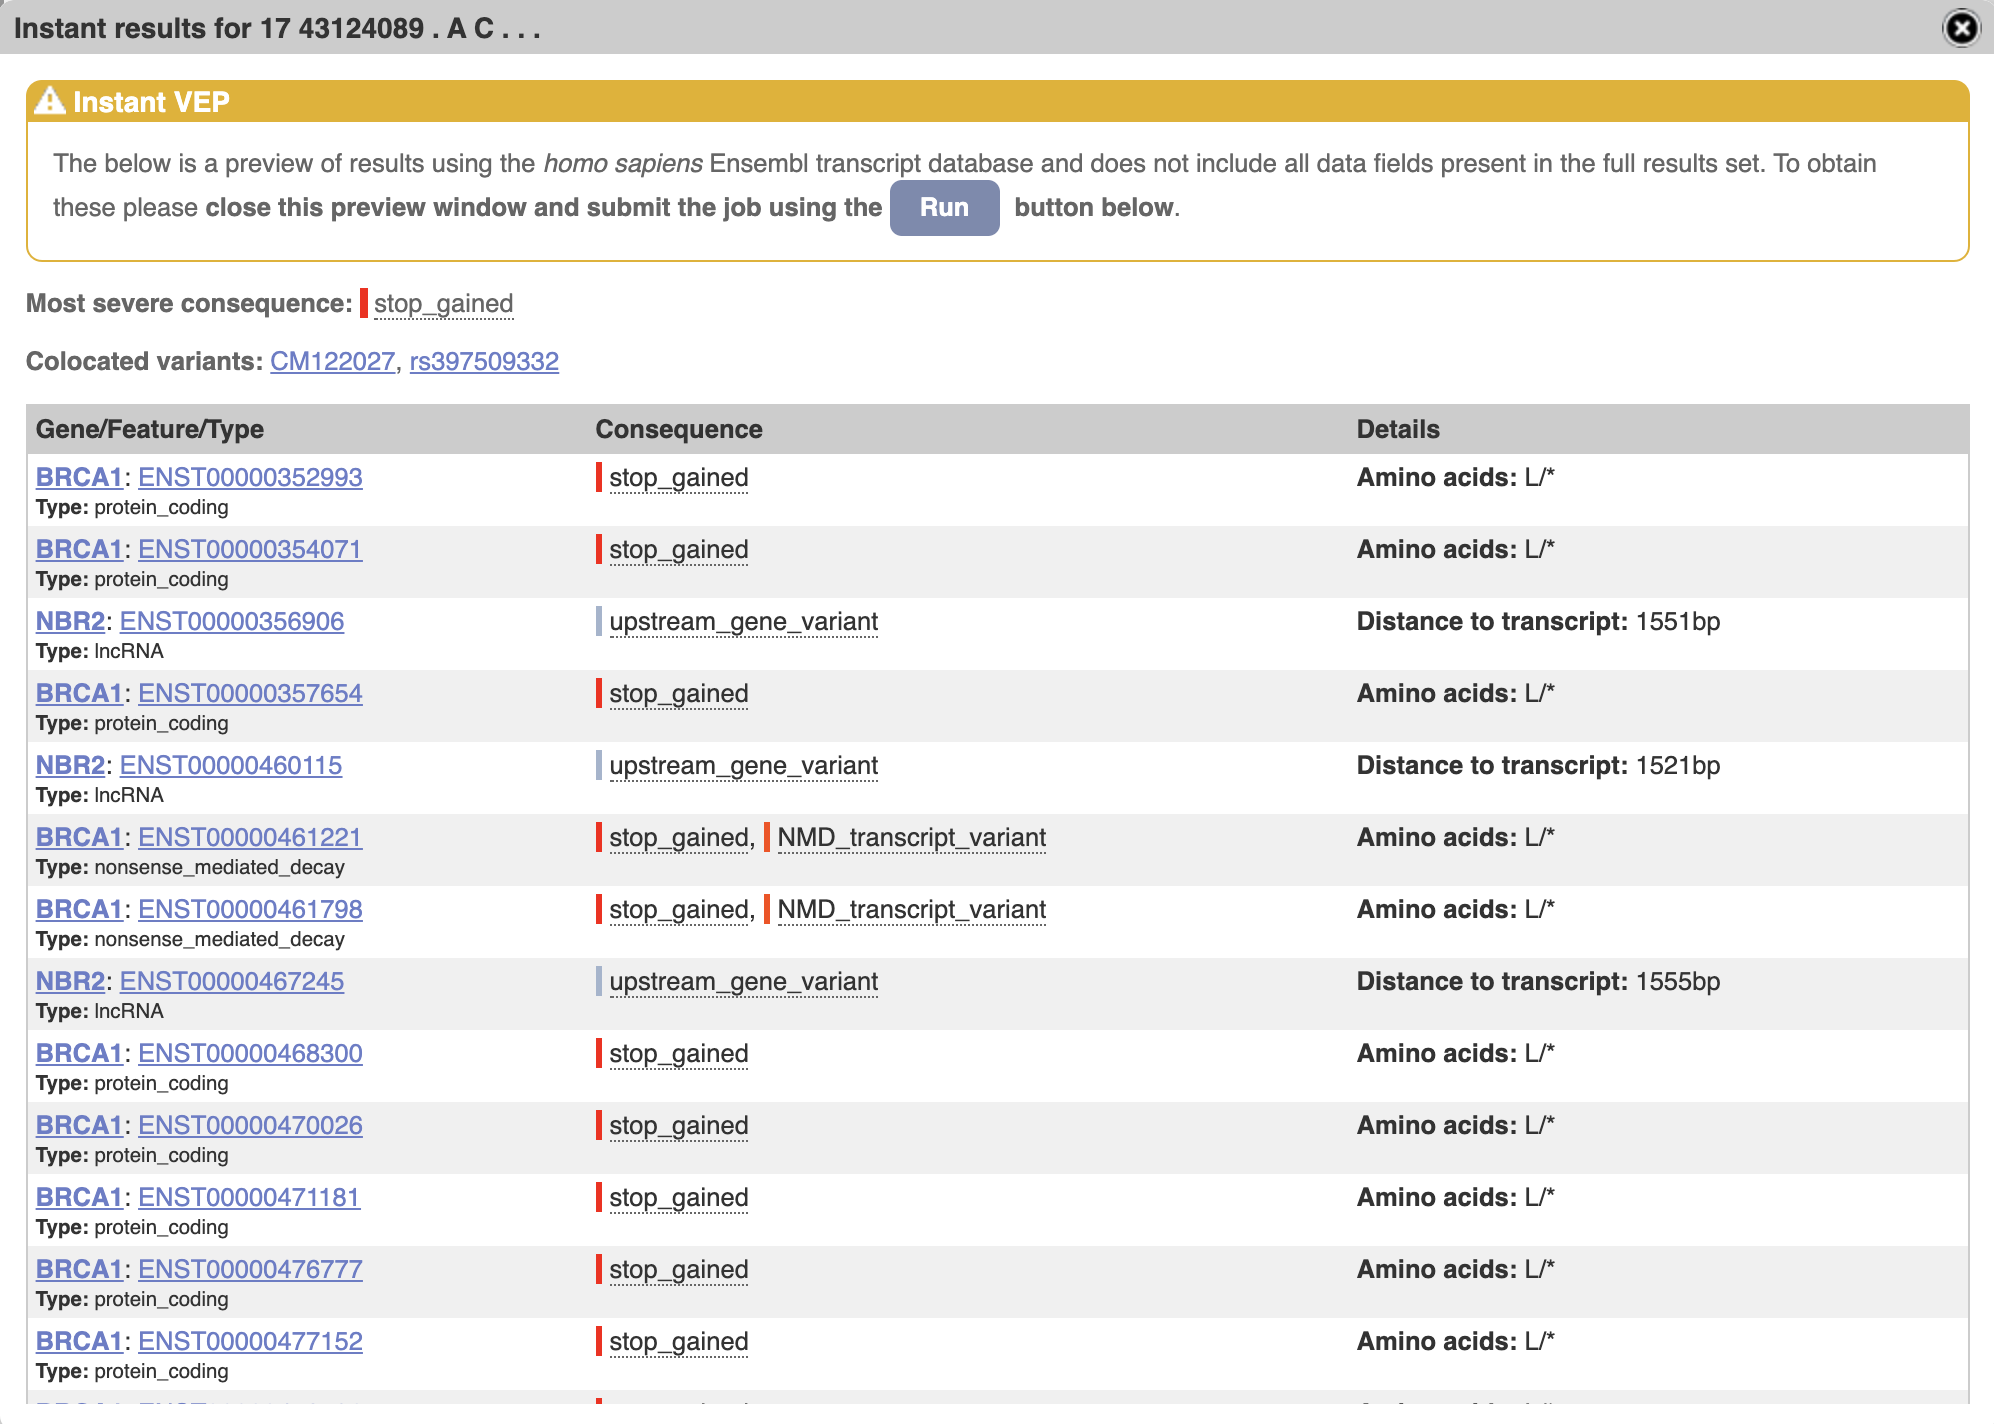 Instant results for 17 43124089 . A C . . .
Instant VEP
The below is a preview of results using the homo sapiens Ensembl transcript database and does not include all data fields present in the full results set. To obtain
these please close this preview window and submit the job using the Run button below.
Most severe consequence: stop_gained
Colocated variants: CM122027, rs397509332
Gene/Feature/Type Consequence Details
BRCA1: ENST00000352993 stop_gained Amino acids: L/*
Type: protein_coding
BRCA1: ENST00000354071 stop_gained Amino acids: L/*
Type: protein_coding
NBR2: ENST00000356906 upstream_gene_variant Distance to transcript: 1551bp
Type: lncRNA
BRCA1: ENST00000357654 stop_gained Amino acids: L/*
Type: protein_coding
NBR2: ENST00000460115 upstream_gene_variant Distance to transcript: 1521bp
Type: lncRNA
BRCA1: ENST00000461221 stop_gained, NMD_transcript_variant Amino acids: L/*
Type: nonsense_mediated_decay
BRCA1: ENST00000461798 stop_gained, NMD_transcript_variant Amino acids: L/*
Type: nonsense_mediated_decay
NBR2: ENST00000467245 upstream_gene_variant Distance to transcript: 1555bp
Type: lncRNA
BRCA1: ENST00000468300 stop_gained Amino acids: L/*
Type: protein_coding
BRCA1: ENST00000470026 stop_gained Amino acids: L/*
Type: protein_coding
BRCA1: ENST00000471181 stop_gained Amino acids: L/*
Type: protein_coding
BRCA1: ENST00000476777 stop_gained Amino acids: L/*
Type: protein_coding
BRCA1: ENST00000477152 stop_gained Amino acids: L/*
Type: protein_coding